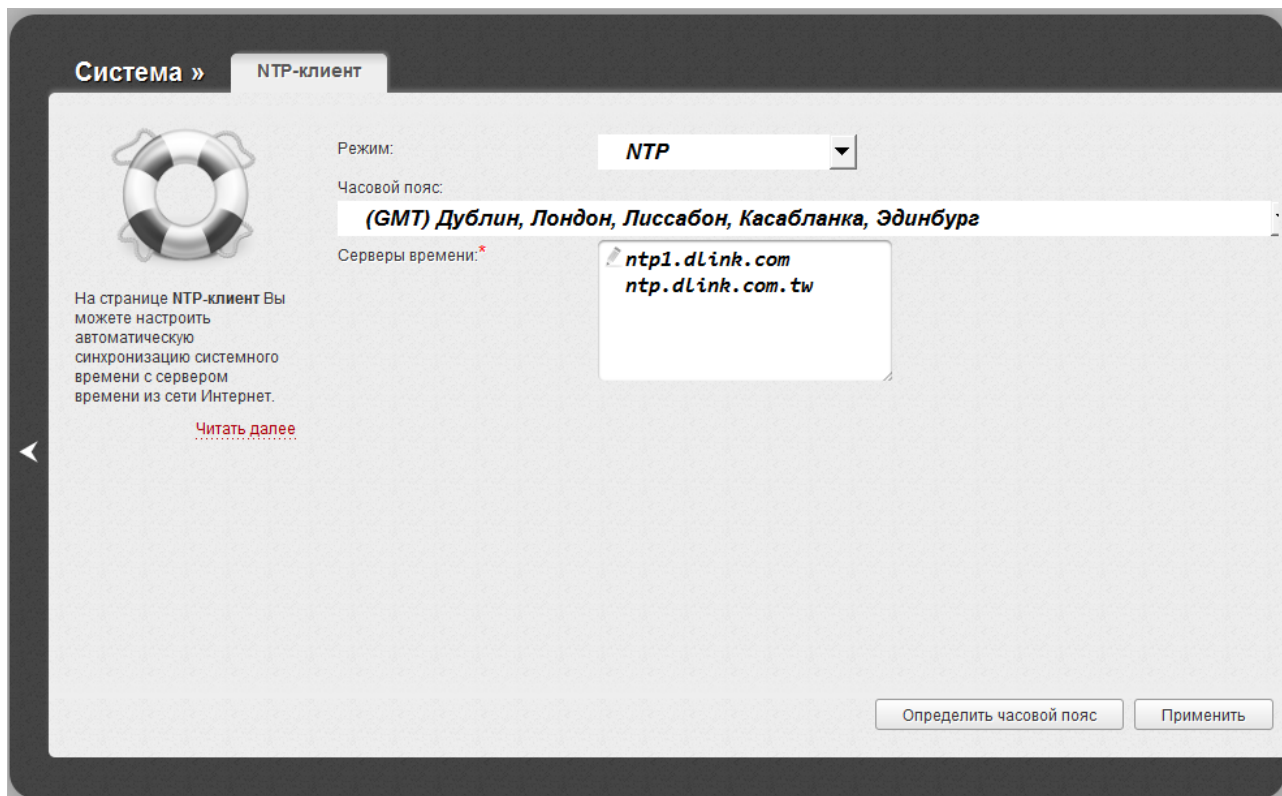 Система »
NTP-клиент
Режим:
NTP
Часовой пояс:
(GMT) Дублин, Лондон, Лиссабон, Касабланка, Эдинбург
Серверы времени:*
ntp1.dlink.com
ntp.dlink.com.tw
На странице NTP-клиент Вы
можете настроить
автоматическую
синхронизацию системного
времени с сервером
времени из сети Интернет.
Читать далее
Определить часовой пояс
Применить